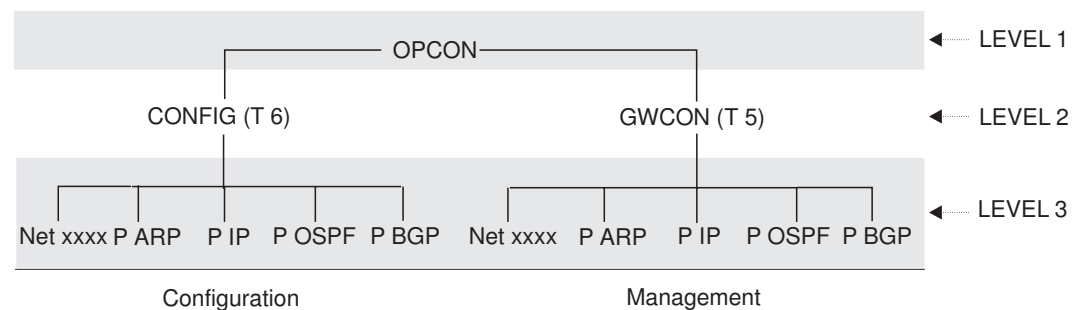 OPCON
LEVEL 1
CONFIG (T 6)
GWCON (T 5)
LEVEL 2
LEVEL 3
Net xxxx P ARP P IP P OSPF P BGP
Net xxxx P ARP P IP P OSPF P BGP
Configuration
Management